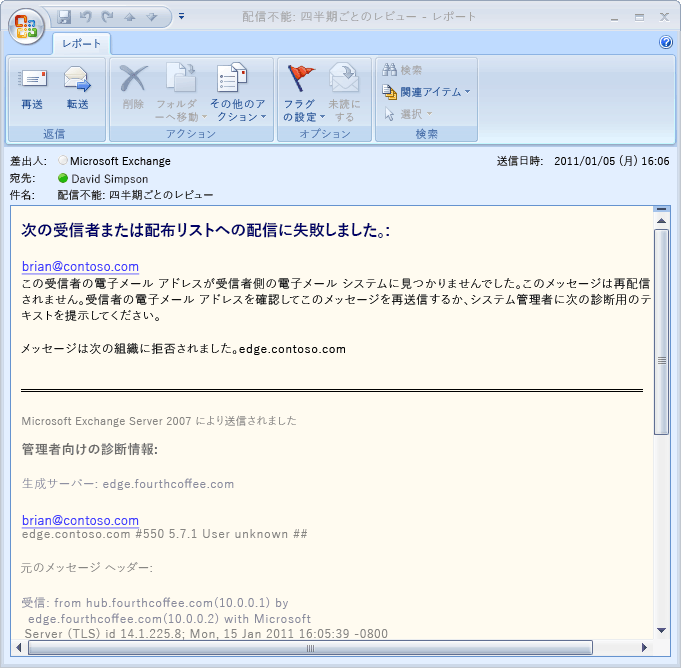 配信不能: 四半期ごとのレビュー - レポート
レポート
再送
転送
返信
削除
フォルダ
ーへ移動
その他のア
クション
アクション
フラグ
の設定
未読に
する
オプション
検索
関連アイテム
選択
検索
差出人: Microsoft Exchange
送信日時: 2011/01/05 (月) 16:06
宛先: David Simpson
件名: 配信不能: 四半期ごとのレビュー
次の受信者または配布リストへの配信に失敗しました。:
brian@contoso.com
この受信者の電子メール アドレスが受信者側の電子メール システムに見つかりませんでした。このメッセージは再配信
されません。受信者の電子メール アドレスを確認してこのメッセージを再送信するか、システム管理者に次の診断用のテ
キストを提示してください。
メッセージは次の組織に拒否されました。edge.contoso.com
Microsoft Exchange Server 2007 により送信されました
管理者向けの診断情報:
生成サーバー: edge.fourthcoffee.com
brian@contoso.com
edge.contoso.com #550 5.7.1 User unknown ##
元のメッセージ ヘッダー:
受信: from hub.fourthcoffee.com(10.0.0.1) by
edge.fourthcoffee.com(10.0.0.2) with Microsoft
Server (TLS) id 14.1.225.8; Mon, 15 Jan 2011 16:05:39 -0800